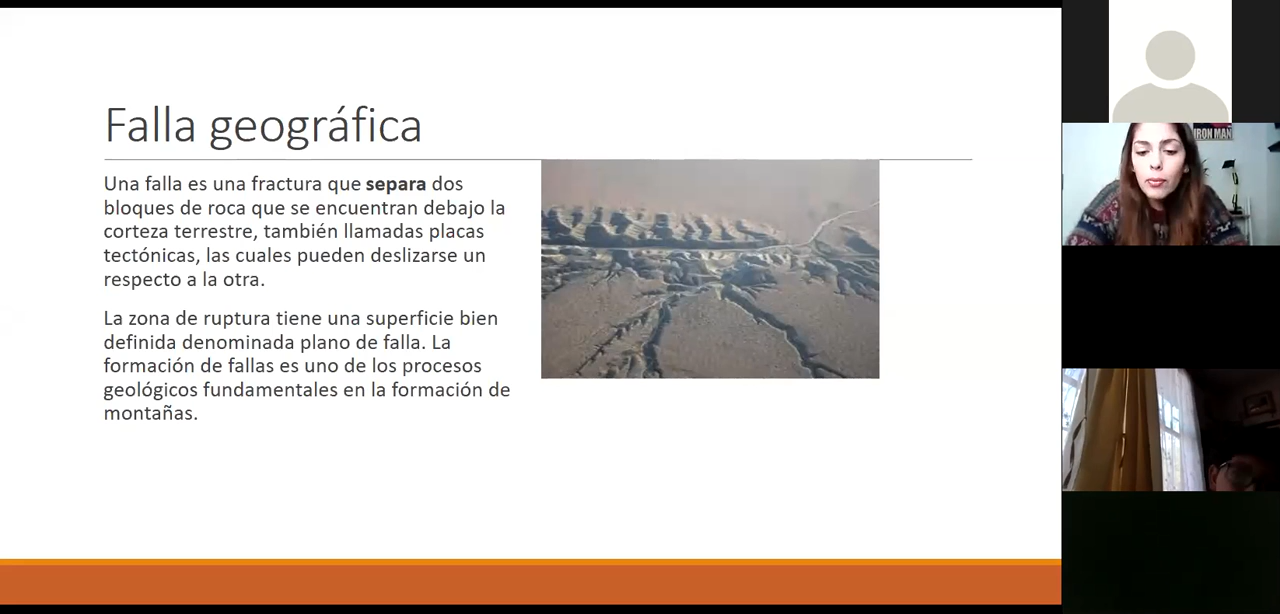 Falla geográfica
Una falla es una fractura que separa dos
bloques de roca que se encuentran debajo la
corteza terrestre, también llamadas placas
tectónicas, las cuales pueden deslizarse un
respecto a la otra.
La zona de ruptura tiene una superficie bien
definida denominada plano de falla. La
formación de fallas es uno de los procesos
geológicos fundamentales en la formación de
montañas.
IRON MAN